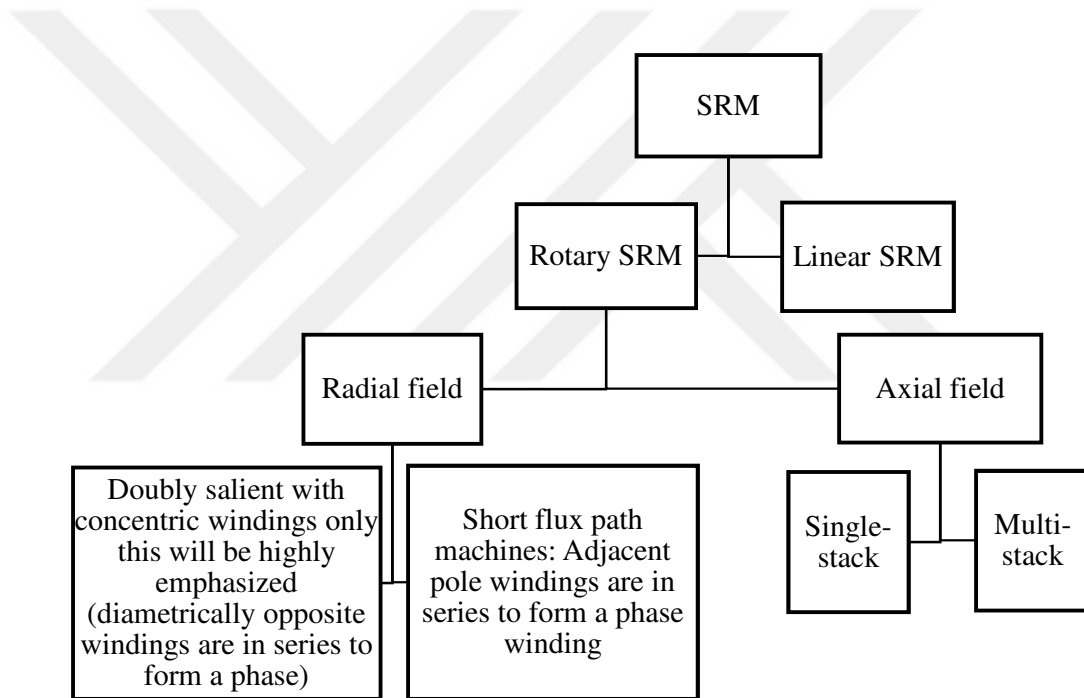 SRM
Rotary SRM
Linear SRM
Radial field
Axial field
Doubly salient with
concentric windings only
this will be highly
emphasized
(diametrically opposite
windings are in series to
form a phase)
Short flux path
machines: Adjacent
pole windings are in
series to form a phase
winding
Single-
stack
Multi-
stack